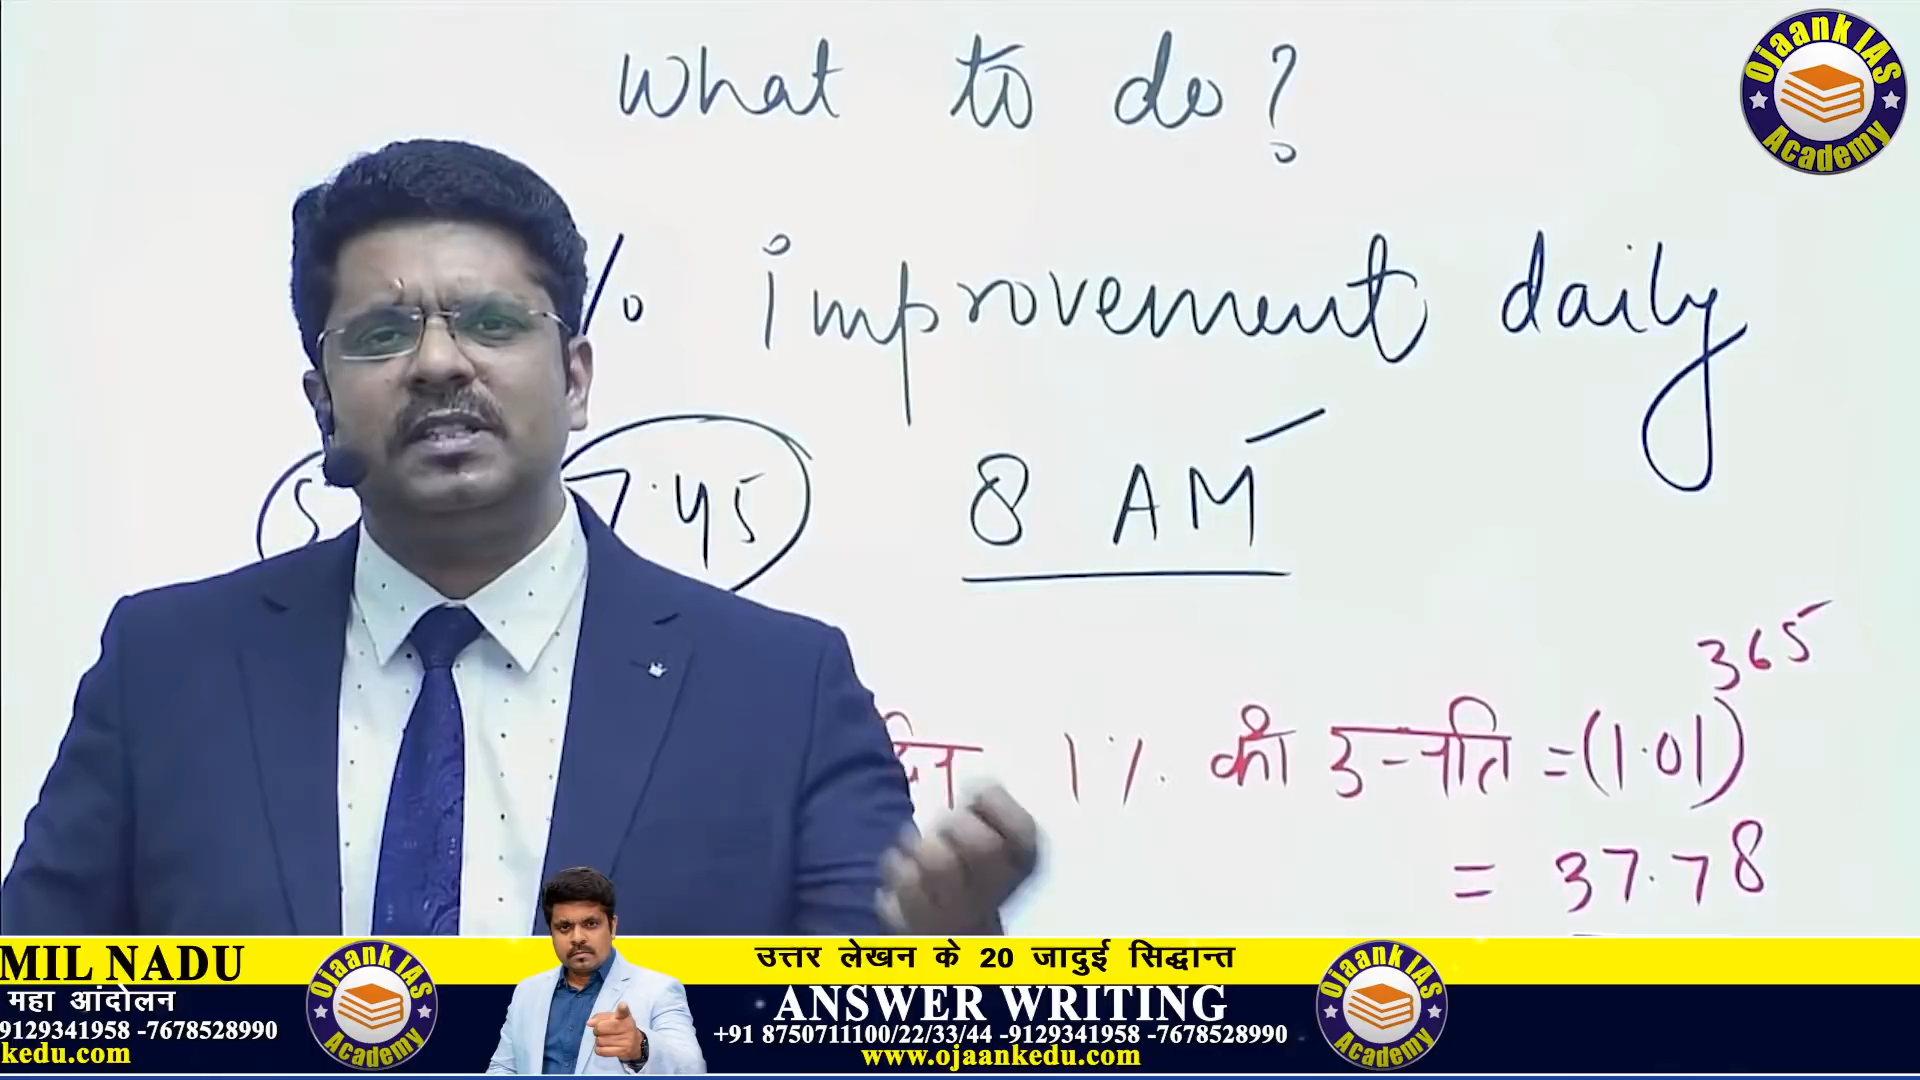 What to do?
% improvement daily
5 7.45 8 AM
365
दिन 1% की उन्नति = (1.01)
= 37.78
Ojaank IAS
Academy
MIL NADU
महा आंदोलन
9129341958 -7678528990
kedu.com
Ojaank IAS
Academy
उत्तर लेखन के 20 जादुई सिद्धान्त
ANSWER WRITING
+91 8750711100/22/33/44 -9129341958 -7678528990
www.ojaankedu.com
Ojaank IAS
Academy